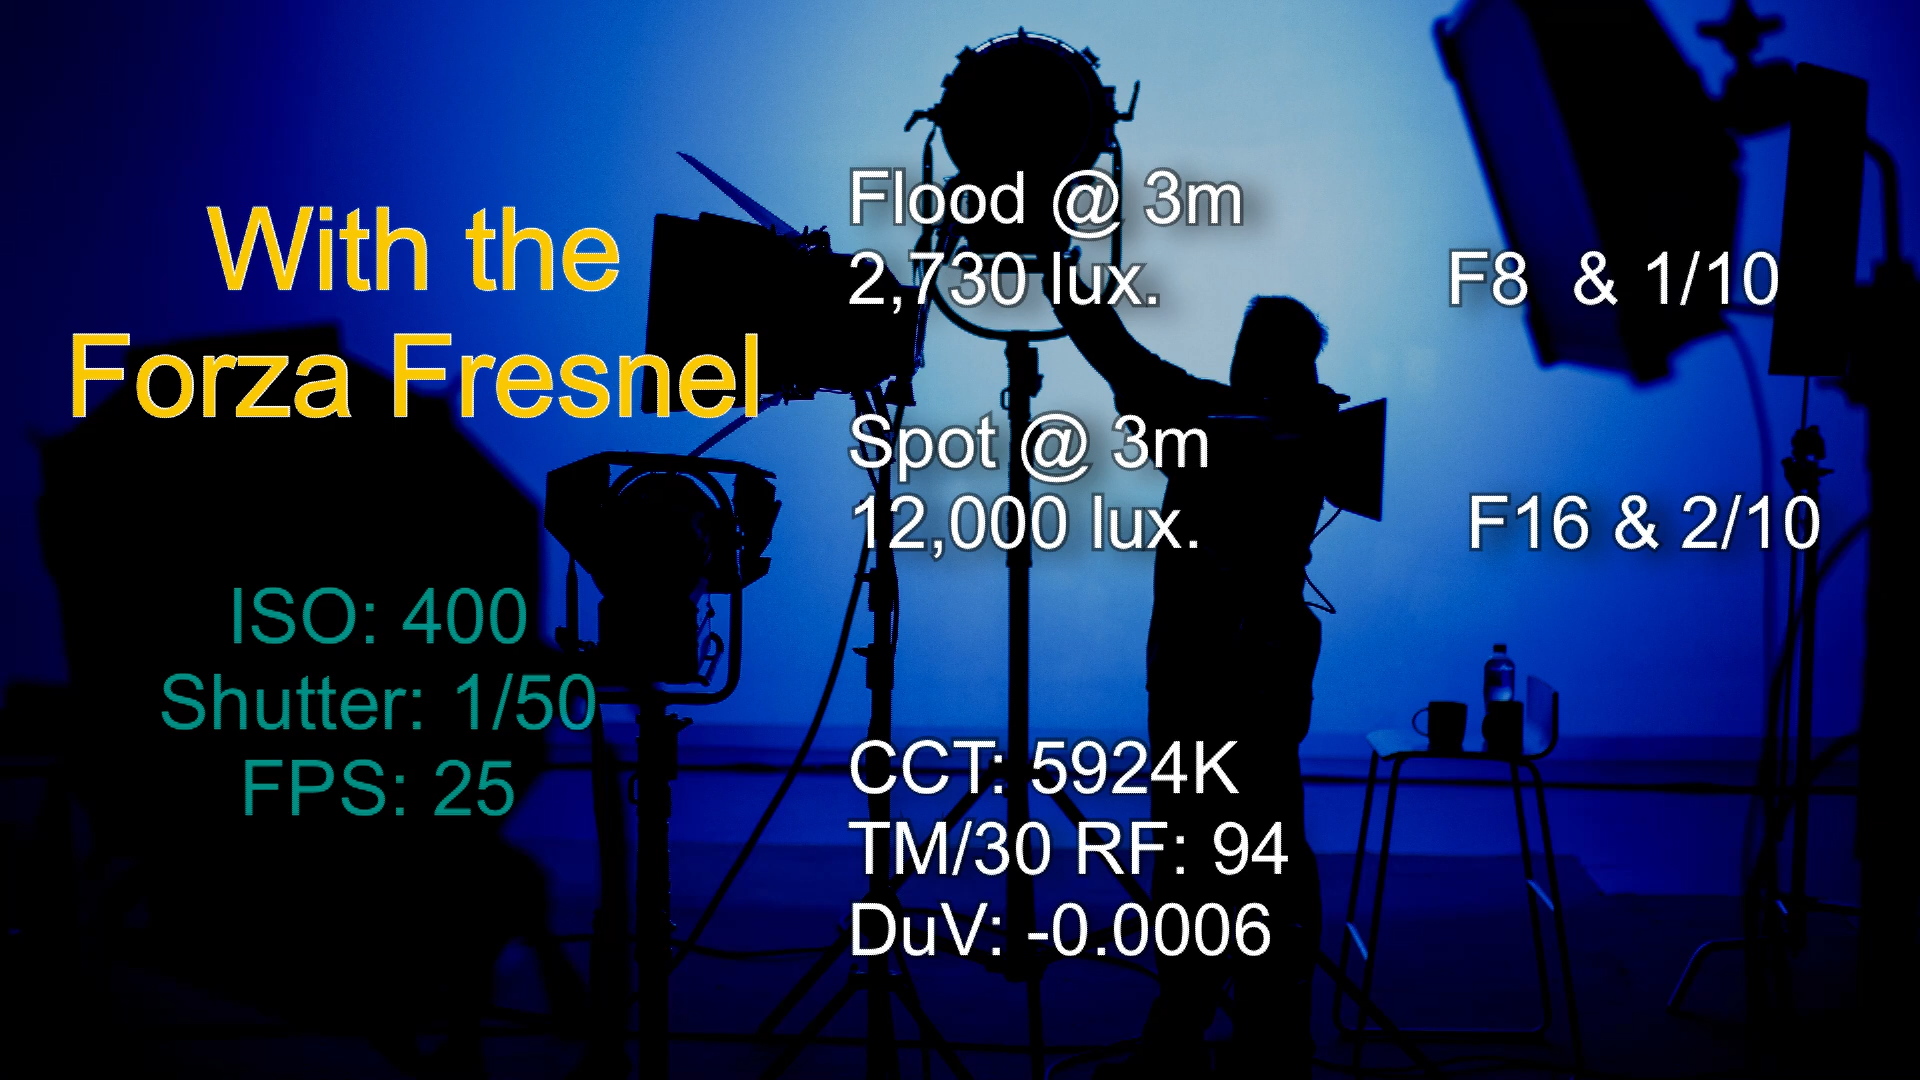 With the
Forza Fresnel
ISO: 400
Shutter: 1/50
FPS: 25
Flood @ 3m
2,730 lux. F8 & 1/10
Spot @ 3m
12,000 lux. F16 & 2/10
CCT: 5924K
TM/30 RF: 94
DuV: -0.0006